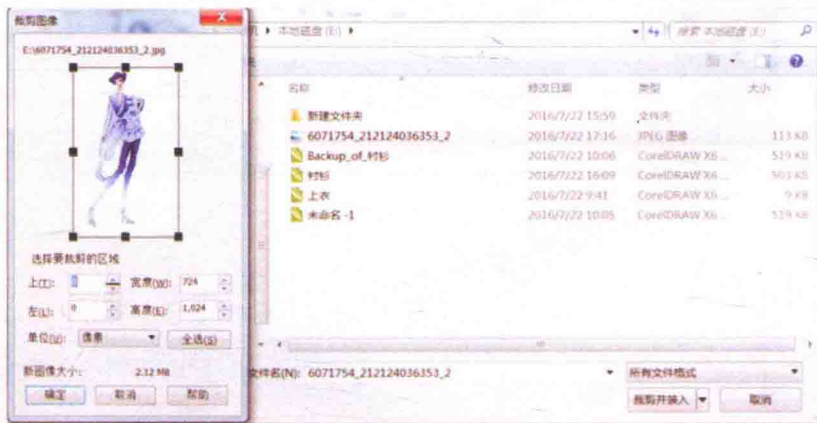 裁剪图像
E:\6071754_212124036353_2.jpg
选择要裁剪的区域
上(T): 0 宽度(W): 724
左(L): 0 高度(E): 1,024
单位(U): 像素 全选(S)
新图像大小: 2.12 MB
确定 取消 帮助
本地磁盘 (E:) 搜索 本地磁盘 (E:)
名称 修改日期 类型 大小
新建文件夹 2016/7/22 15:59 文件夹
6071754_212124036353_2 2016/7/22 17:16 JPEG 图像 113 KB
Backup_of_衬衫 2016/7/22 10:06 CorelDRAW X6 ... 519 KB
衬衫 2016/7/22 16:09 CorelDRAW X6 ... 503 KB
上衣 2016/7/22 9:41 CorelDRAW X6 ... 9 KB
未命名 -1 2016/7/22 10:05 CorelDRAW X6 ... 519 KB
文件名(N): 6071754_212124036353_2 所有文件格式
裁剪并装入 取消